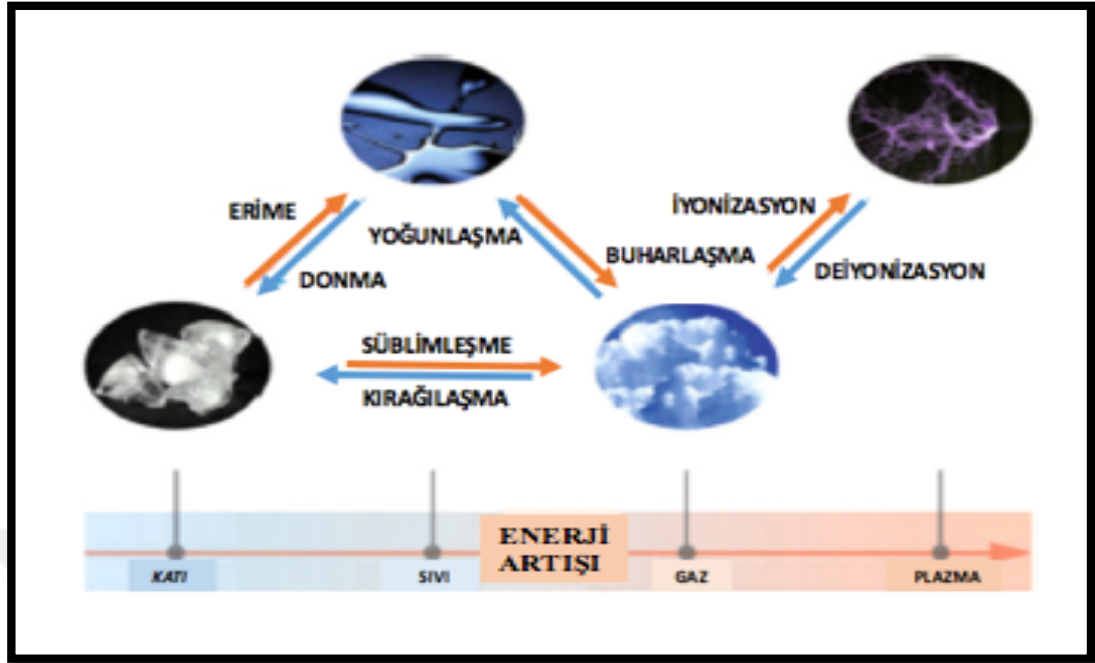 ERİME
DONMA
YOĞUNLAŞMA
BUHARLAŞMA
İYONİZASYON
DEİYONİZASYON
SÜBLİMLEŞME
KIRAĞILAŞMA
ENERJİ
ARTIŞI
KATI
SIVI
GAZ
PLAZMA